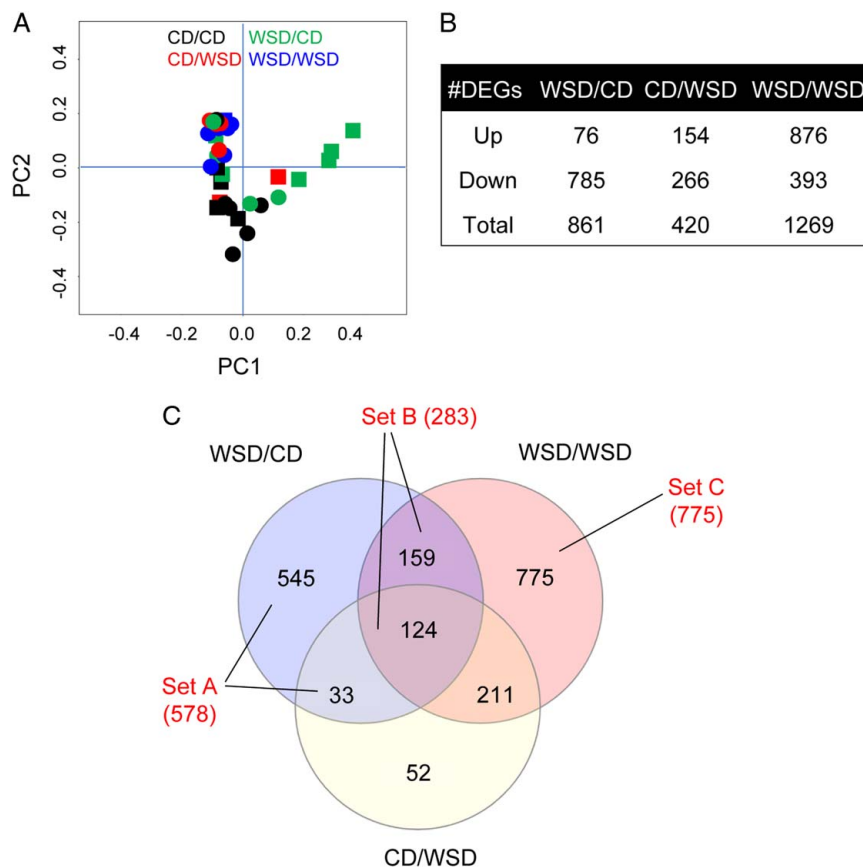 A
CD/CD WSD/CD
CD/WSD WSD/WSD
PC2
0.4
0.2
0.0
-0.2
-0.4
-0.4 -0.2 0.0 0.2 0.4
PC1
B
#DEGs WSD/CD CD/WSD WSD/WSD
Up 76 154 876
Down 785 266 393
Total 861 420 1269
C
Set B (283)
WSD/CD WSD/WSD
Set C
(775)
159
545 775
124
Set A
(578)
33 211
52
CD/WSD